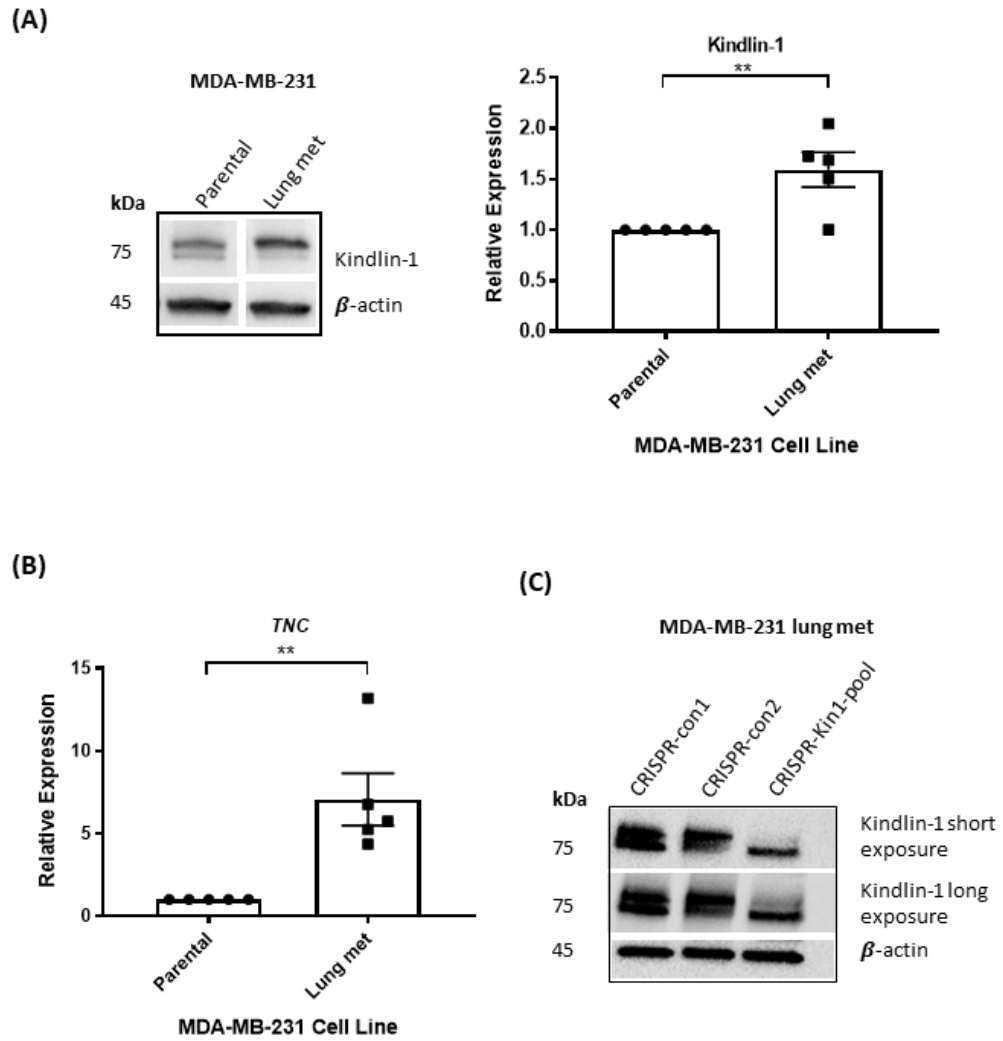 (A)
MDA-MB-231
Parental
Lung met
kDa
75
45
Kindlin-1
β-actin
Kindlin-1
**
Relative Expression
2.5
2.0
1.5
1.0
0.5
0.0
Parental
Lung met
MDA-MB-231 Cell Line
(B)
TNC
**
Relative Expression
15
10
5
0
Parental
Lung met
MDA-MB-231 Cell Line
(C)
MDA-MB-231 lung met
CRISPR-con1
CRISPR-con2
CRISPR-Kin1-pool
kDa
75
75
45
Kindlin-1 short
exposure
Kindlin-1 long
exposure
β-actin